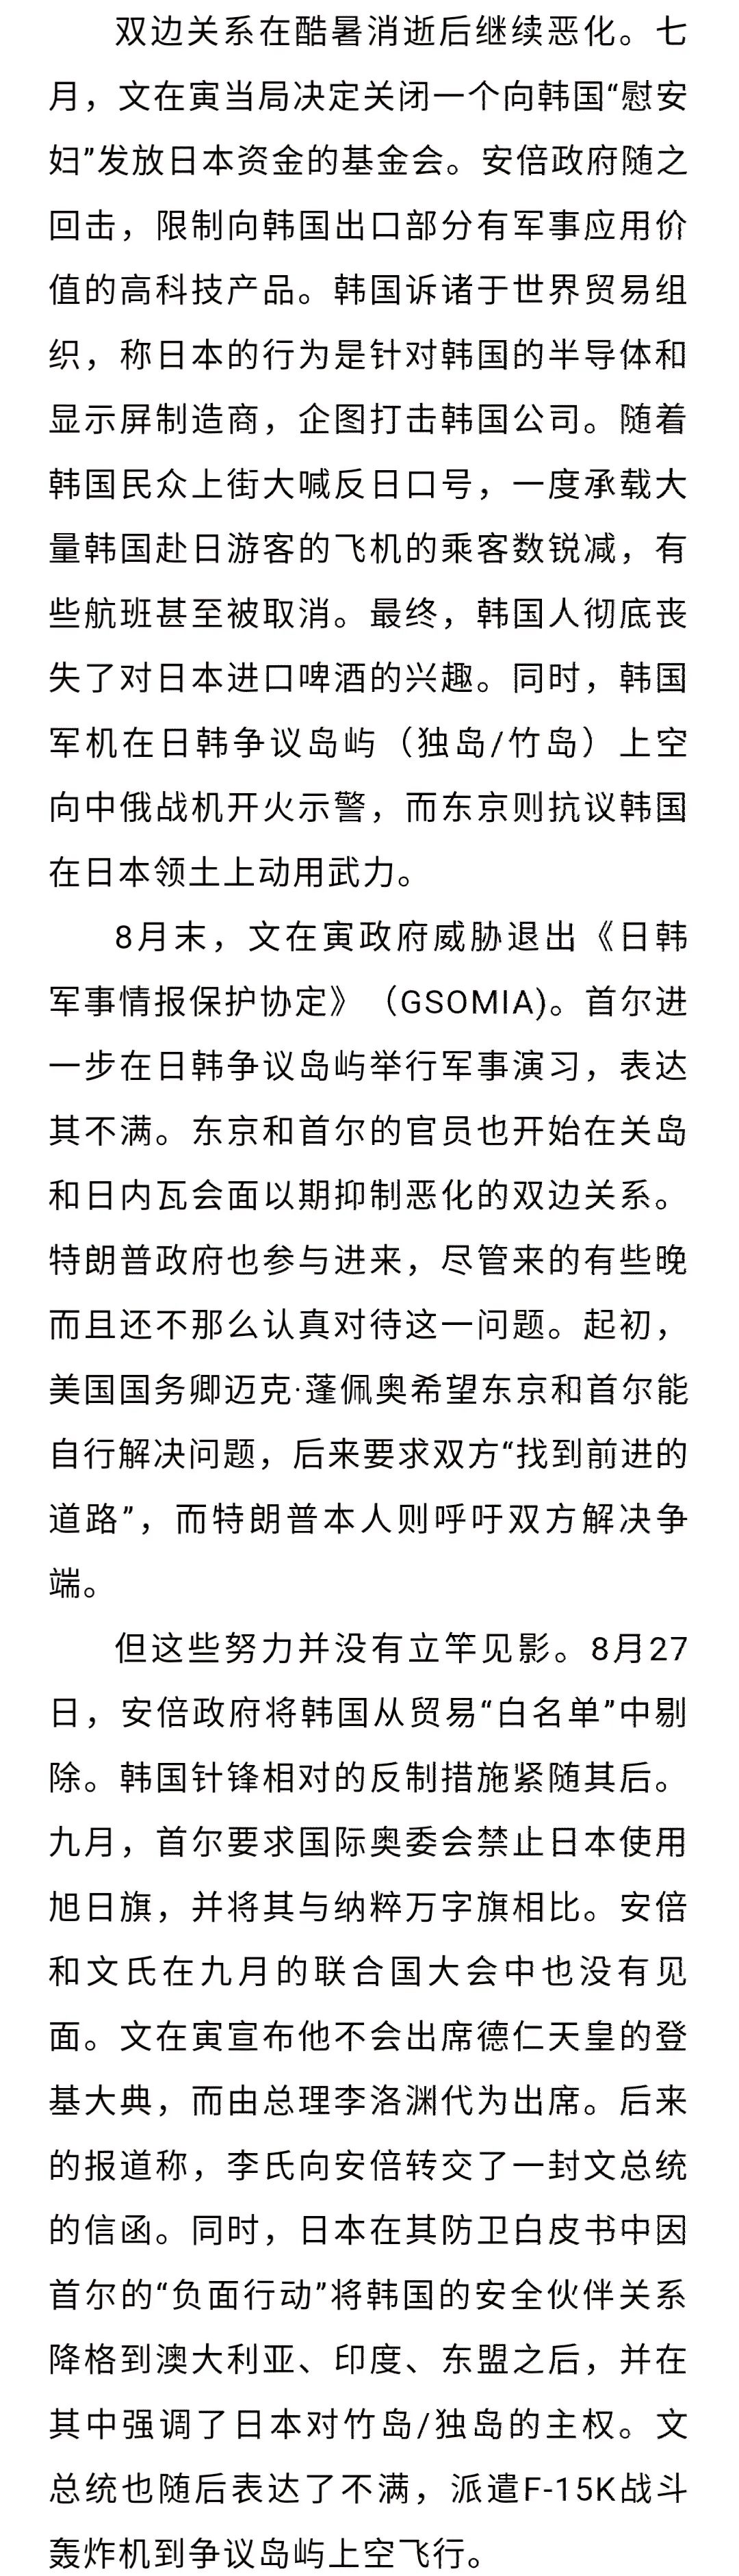 双边关系在酷暑消逝后继续恶化。七
月，文在寅当局决定关闭一个向韩国“慰安
妇”发放日本资金的基金会。安倍政府随之
回击，限制向韩国出口部分有军事应用价
值的高科技产品。韩国诉诸于世界贸易组
织，称日本的行为是针对韩国的半导体和
显示屏制造商，企图打击韩国公司。随着
韩国民众上街大喊反日口号，一度承载大
量韩国赴日游客的飞机的乘客数锐减，有
些航班甚至被取消。最终，韩国人彻底丧
失了对日本进口啤酒的兴趣。同时，韩国
军机在日韩争议岛屿（独岛/竹岛）上空
向中俄战机开火示警，而东京则抗议韩国
在日本领土上动用武力。
8月末，文在寅政府威胁退出《日韩
军事情报保护协定》（GSOMIA)。首尔进
一步在日韩争议岛屿举行军事演习，表达
其不满。东京和首尔的官员也开始在关岛
和日内瓦会面以期抑制恶化的双边关系。
特朗普政府也参与进来，尽管来的有些晚
而且还不那么认真对待这一问题。起初，
美国国务卿迈克·蓬佩奥希望东京和首尔能
自行解决问题，后来要求双方“找到前进的
道路”，而特朗普本人则呼吁双方解决争
端。
但这些努力并没有立竿见影。8月27
日，安倍政府将韩国从贸易“白名单”中剔
除。韩国针锋相对的反制措施紧随其后。
九月，首尔要求国际奥委会禁止日本使用
旭日旗，并将其与纳粹万字旗相比。安倍
和文氏在九月的联合国大会中也没有见
面。文在寅宣布他不会出席德仁天皇的登
基大典，而由总理李洛渊代为出席。后来
的报道称，李氏向安倍转交了一封文总统
的信函。同时，日本在其防卫白皮书中因
首尔的“负面行动”将韩国的安全伙伴关系
降格到澳大利亚、印度、东盟之后，并在
其中强调了日本对竹岛/独岛的主权。文
总统也随后表达了不满，派遣F-15K战斗
轰炸机到争议岛屿上空飞行。